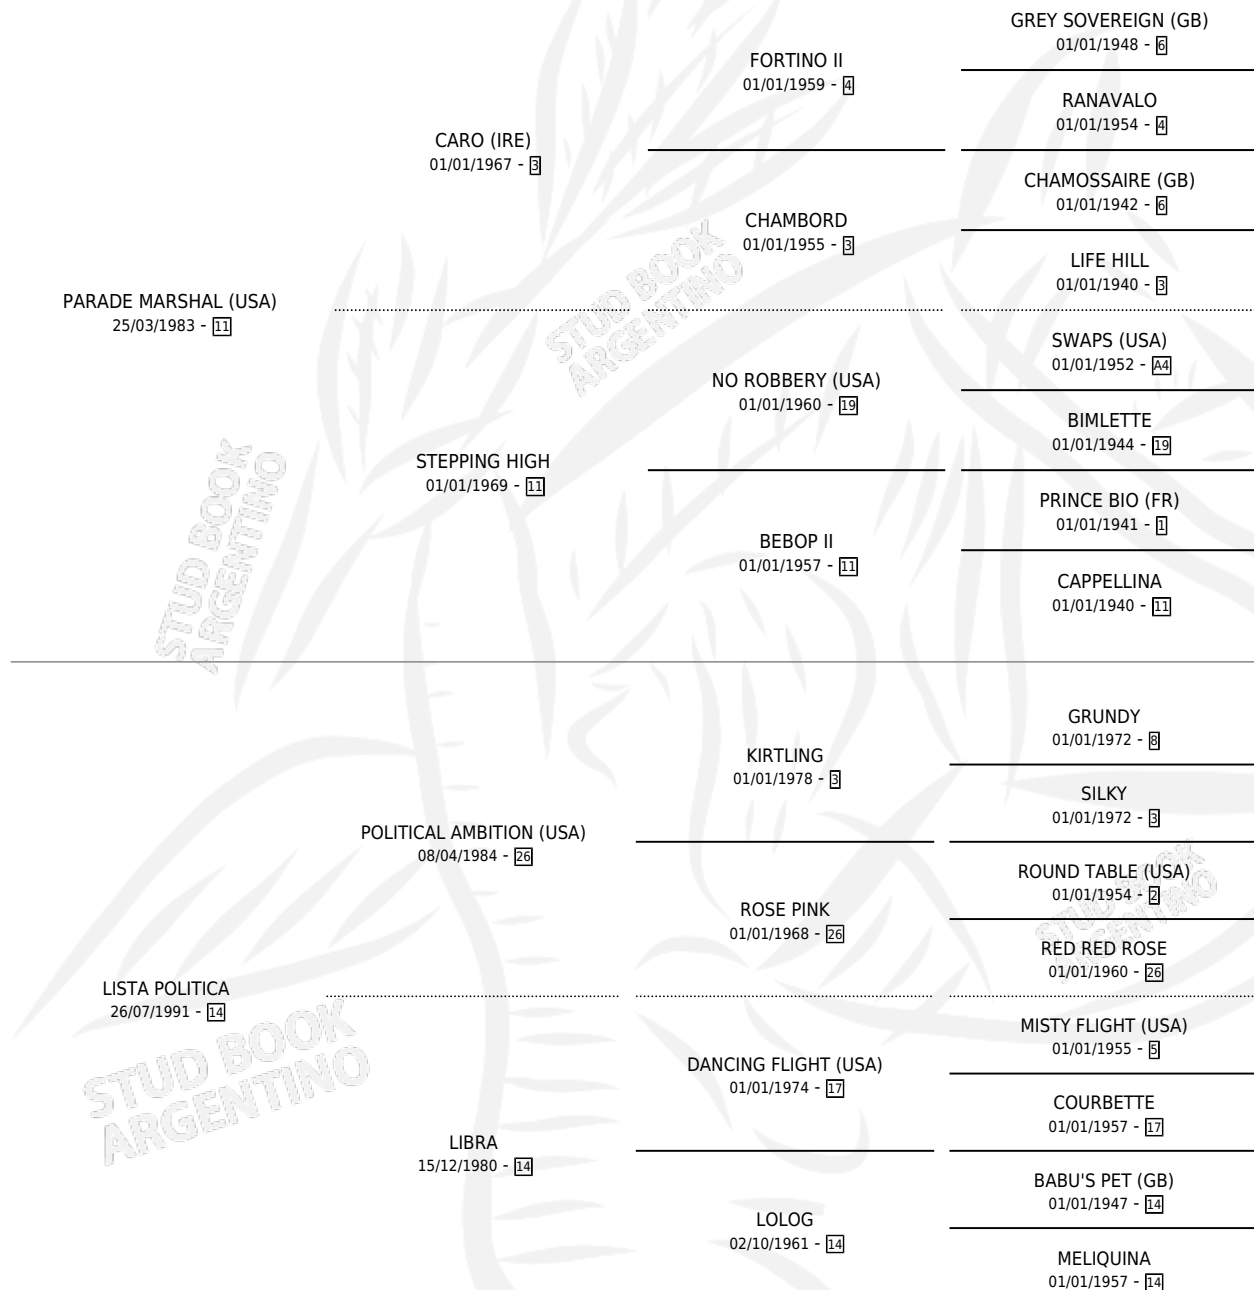 GREY SOVEREIGN (GB)
01/01/1948 - 6
FORTINO II
01/01/1959 - 4
RANAVALO
01/01/1954 - 4
CARO (IRE)
01/01/1967 - 3
CHAMOSSAIRE (GB)
01/01/1942 - 6
CHAMBORD
01/01/1955 - 3
LIFE HILL
01/01/1940 - 3
PARADE MARSHAL (USA)
25/03/1983 - 11
SWAPS (USA)
01/01/1952 - A4
NO ROBBERY (USA)
01/01/1960 - 19
BIMLETTE
01/01/1944 - 19
STEPPING HIGH
01/01/1969 - 11
PRINCE BIO (FR)
01/01/1941 - 1
BEBOP II
01/01/1957 - 11
CAPPELLINA
01/01/1940 - 11
GRUNDY
01/01/1972 - 8
KIRTLING
01/01/1978 - 3
SILKY
01/01/1972 - 3
POLITICAL AMBITION (USA)
08/04/1984 - 26
ROUND TABLE (USA)
01/01/1954 - 2
ROSE PINK
01/01/1968 - 26
RED RED ROSE
01/01/1960 - 26
LISTA POLITICA
26/07/1991 - 14
MISTY FLIGHT (USA)
01/01/1955 - 5
DANCING FLIGHT (USA)
01/01/1974 - 17
COURBETTE
01/01/1957 - 17
LIBRA
15/12/1980 - 14
BABU'S PET (GB)
01/01/1947 - 14
LOLOG
02/10/1961 - 14
MELIQUINA
01/01/1957 - 14
STUD BOOK
ARGENTINO
STUD BOOK
ARGENTINO
STUD BOOK
ARGENTINO
STUD BOOK
ARGENTINO